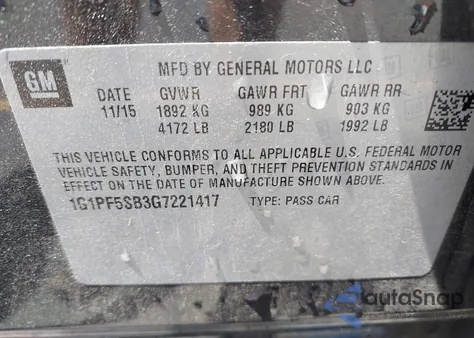 GM
MFD BY GENERAL MOTORS LLC
DATE GVWR GAWR FRT GAWR RR
11/15 1892 KG 989 KG 903 KG
4172 LB 2180 LB 1992 LB
THIS VEHICLE CONFORMS TO ALL APPLICABLE U.S. FEDERAL MOTOR
VEHICLE SAFETY, BUMPER, AND THEFT PREVENTION STANDARDS
IN EFFECT ON THE DATE OF MANUFACTURE SHOWN ABOVE.
1G1PF5SB3G7221417 TYPE: PASS CAR
autaSnap